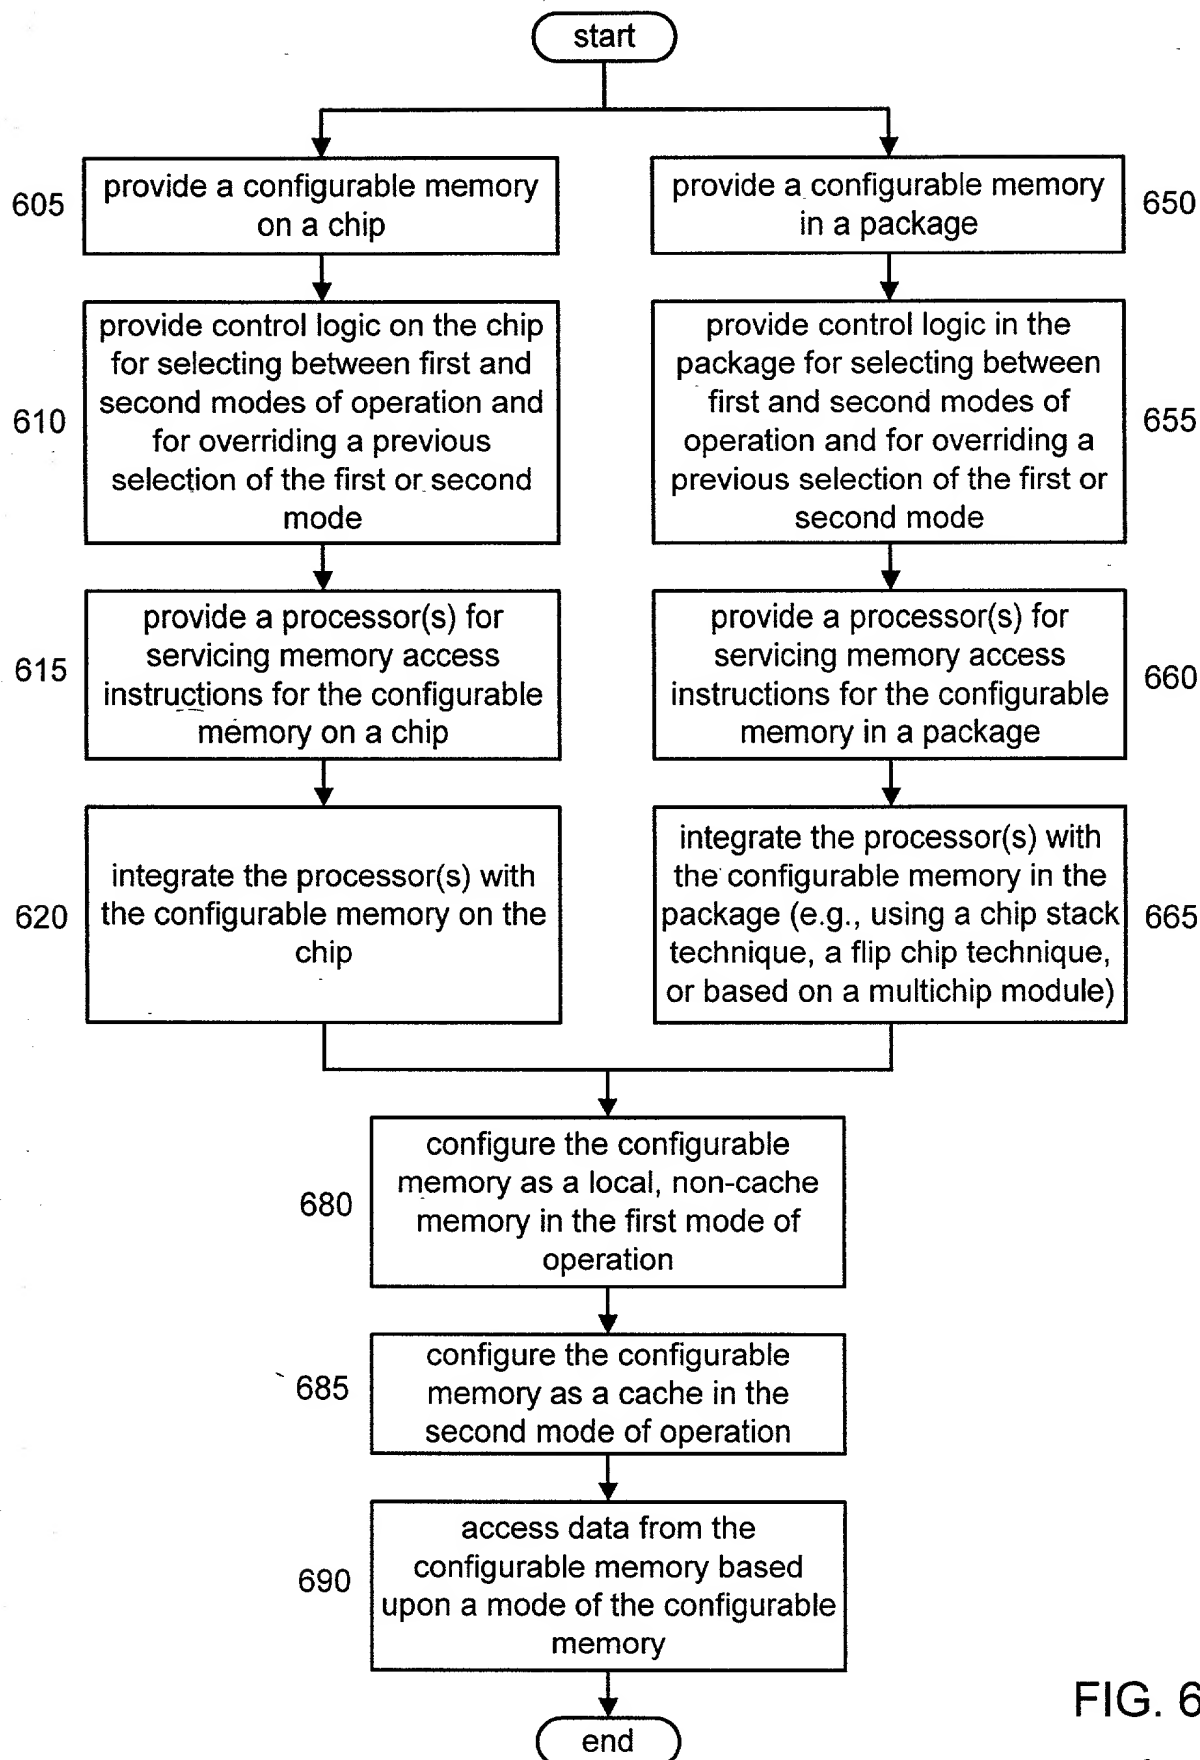 start
605
provide a configurable memory
on a chip
610
provide control logic on the chip
for selecting between first and
second modes of operation and
for overriding a previous
selection of the first or second
mode
615
provide a processor(s) for
servicing memory access
instructions for the configurable
memory on a chip
620
integrate the processor(s) with
the configurable memory on the
chip
provide a configurable memory
in a package
650
provide control logic in the
package for selecting between
first and second modes of
operation and for overriding a
previous selection of the first or
second mode
655
provide a processor(s) for
servicing memory access
instructions for the configurable
memory in a package
660
integrate the processor(s) with
the configurable memory in the
package (e.g., using a chip stack
technique, a flip chip technique,
or based on a multichip module)
665
680
configure the configurable
memory as a local, non-cache
memory in the first mode of
operation
685
configure the configurable
memory as a cache in the
second mode of operation
690
access data from the
configurable memory based
upon a mode of the configurable
memory
end
FIG. 6